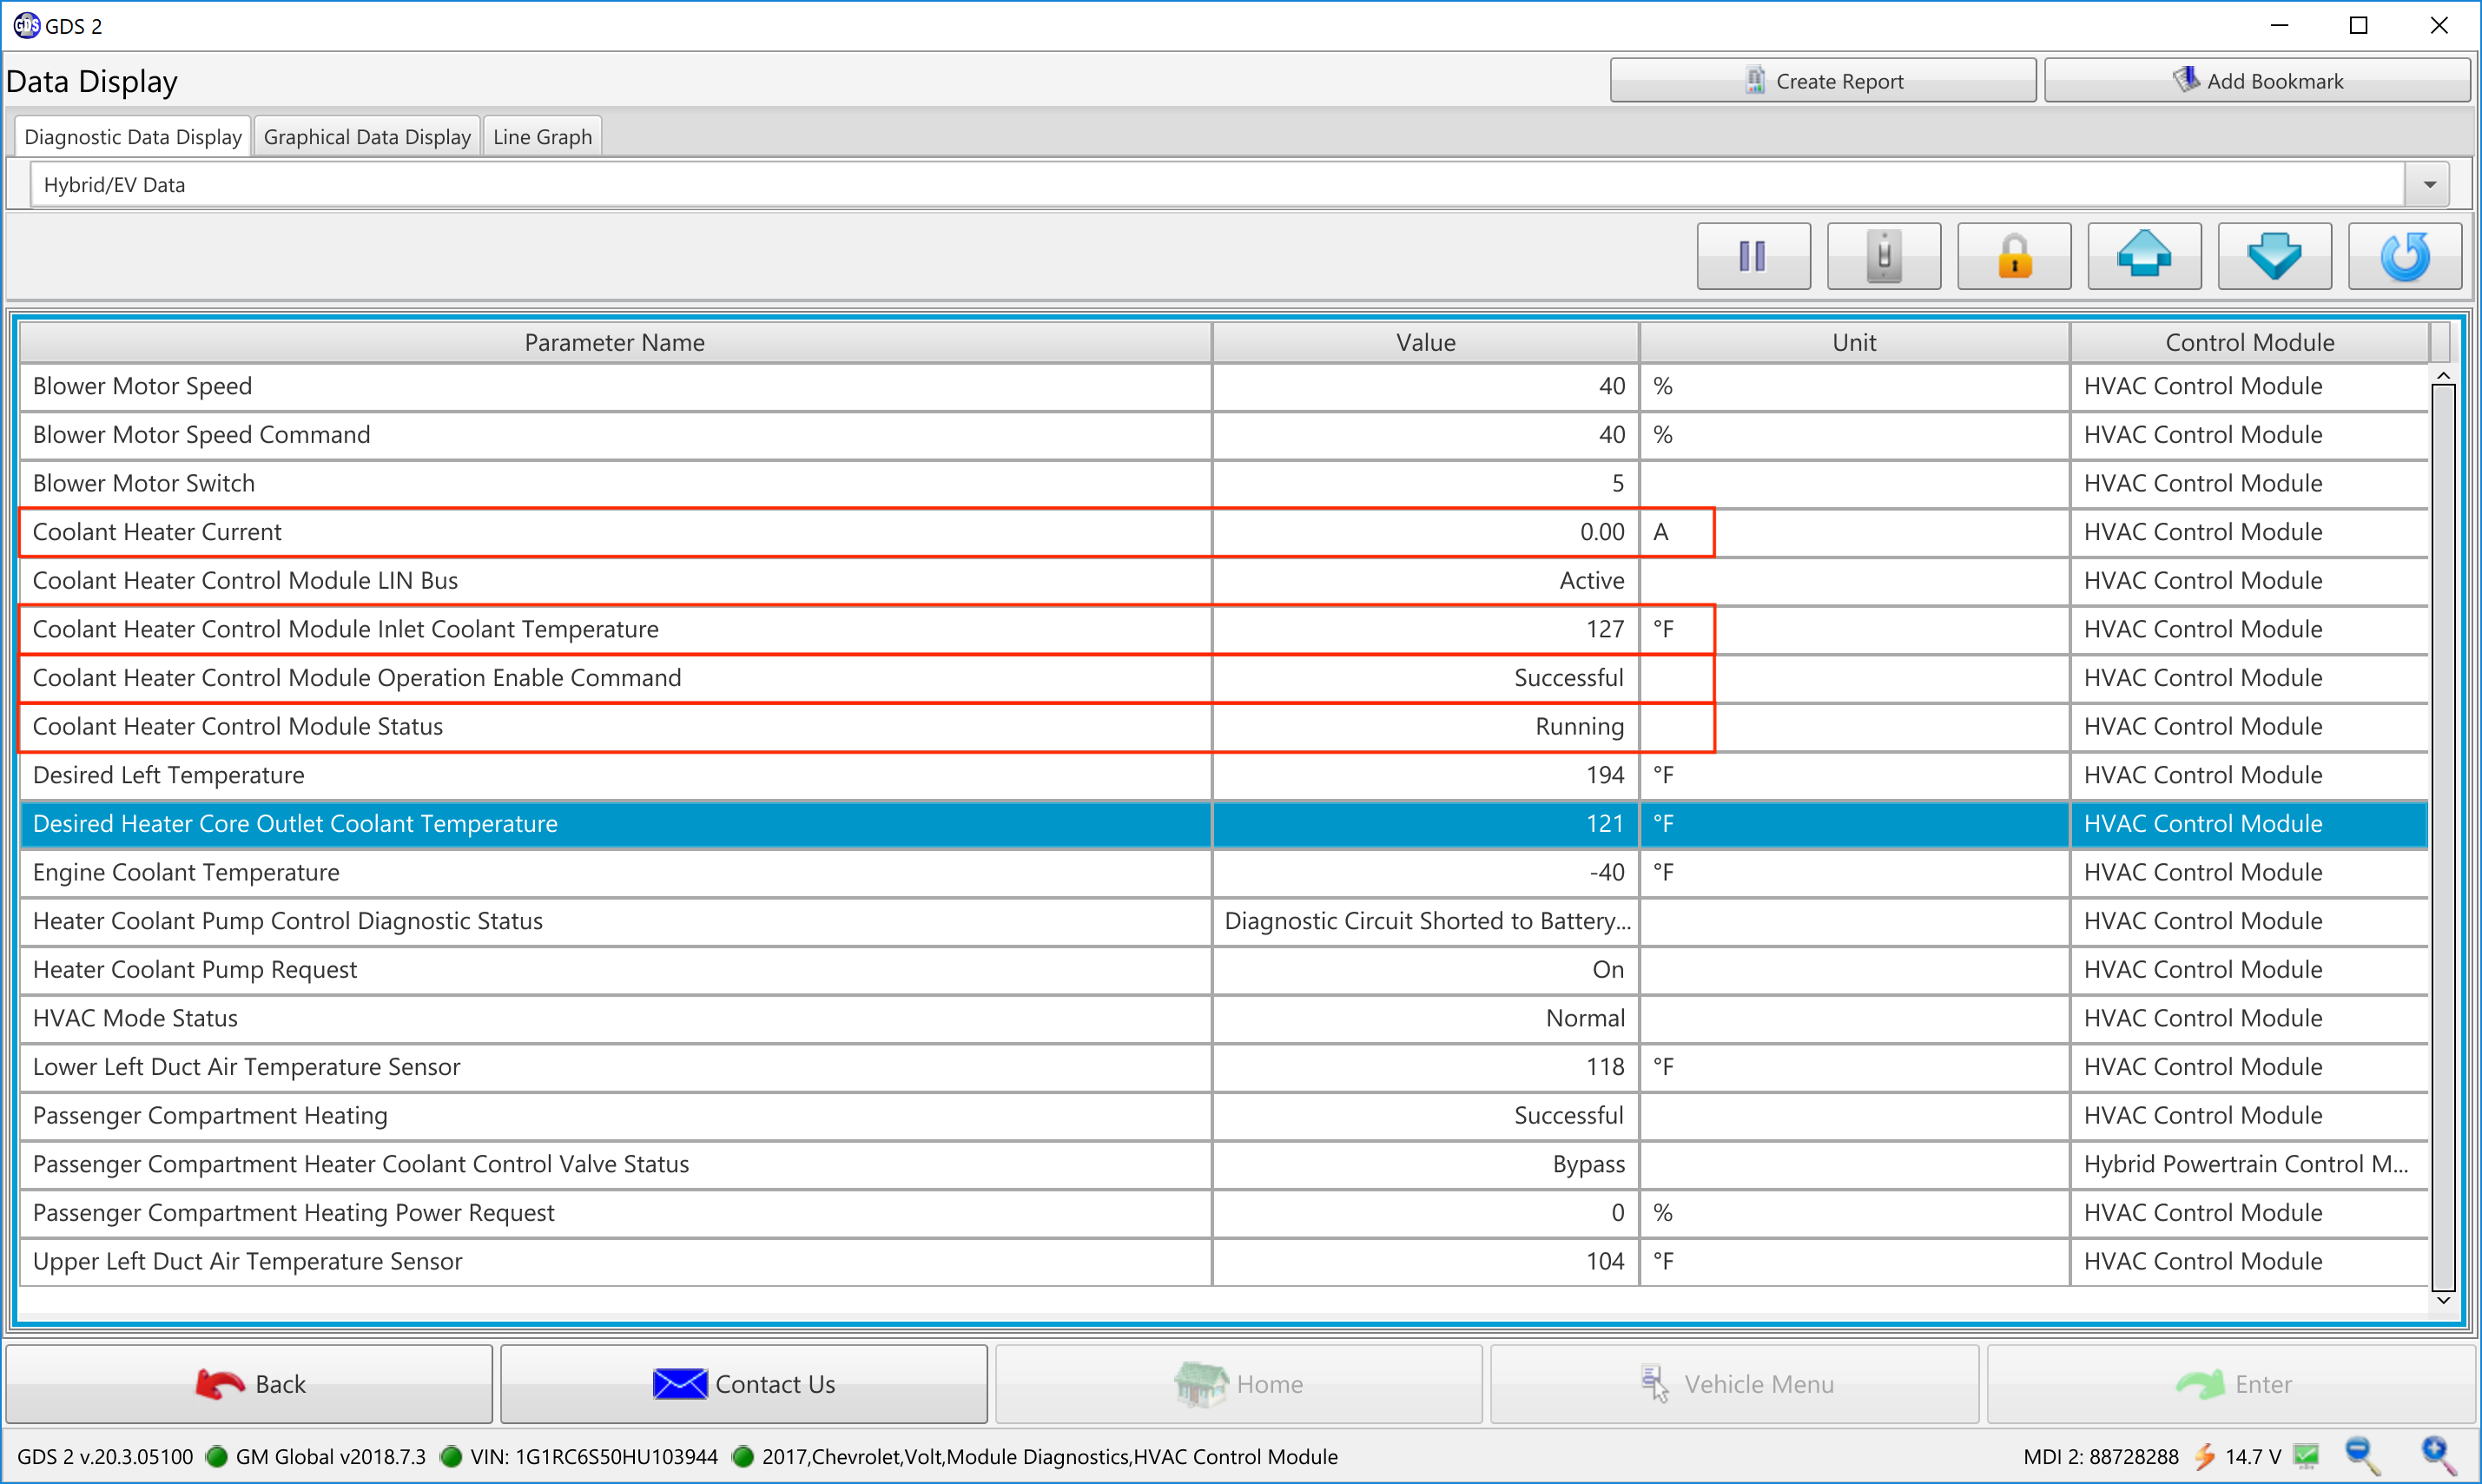 GDS GDS 2
Data Display
Create Report
Add Bookmark
Diagnostic Data Display Graphical Data Display Line Graph
Hybrid/EV Data
Parameter Name Value Unit Control Module
Blower Motor Speed 40 % HVAC Control Module
Blower Motor Speed Command 40 % HVAC Control Module
Blower Motor Switch 5 HVAC Control Module
Coolant Heater Current 0.00 A HVAC Control Module
Coolant Heater Control Module LIN Bus Active HVAC Control Module
Coolant Heater Control Module Inlet Coolant Temperature 127 °F HVAC Control Module
Coolant Heater Control Module Operation Enable Command Successful HVAC Control Module
Coolant Heater Control Module Status Running HVAC Control Module
Desired Left Temperature 194 °F HVAC Control Module
Desired Heater Core Outlet Coolant Temperature 121 °F HVAC Control Module
Engine Coolant Temperature -40 °F HVAC Control Module
Heater Coolant Pump Control Diagnostic Status Diagnostic Circuit Shorted to Battery... HVAC Control Module
Heater Coolant Pump Request On HVAC Control Module
HVAC Mode Status Normal HVAC Control Module
Lower Left Duct Air Temperature Sensor 118 °F HVAC Control Module
Passenger Compartment Heating Successful HVAC Control Module
Passenger Compartment Heater Coolant Control Valve Status Bypass Hybrid Powertrain Control M...
Passenger Compartment Heating Power Request 0 % HVAC Control Module
Upper Left Duct Air Temperature Sensor 104 °F HVAC Control Module
Back Contact Us Home Vehicle Menu Enter
GDS 2 v.20.3.05100 GM Global v2018.7.3 VIN: 1G1RC6S50HU103944 2017,Chevrolet,Volt,Module Diagnostics,HVAC Control Module MDI 2: 88728288 14.7 V